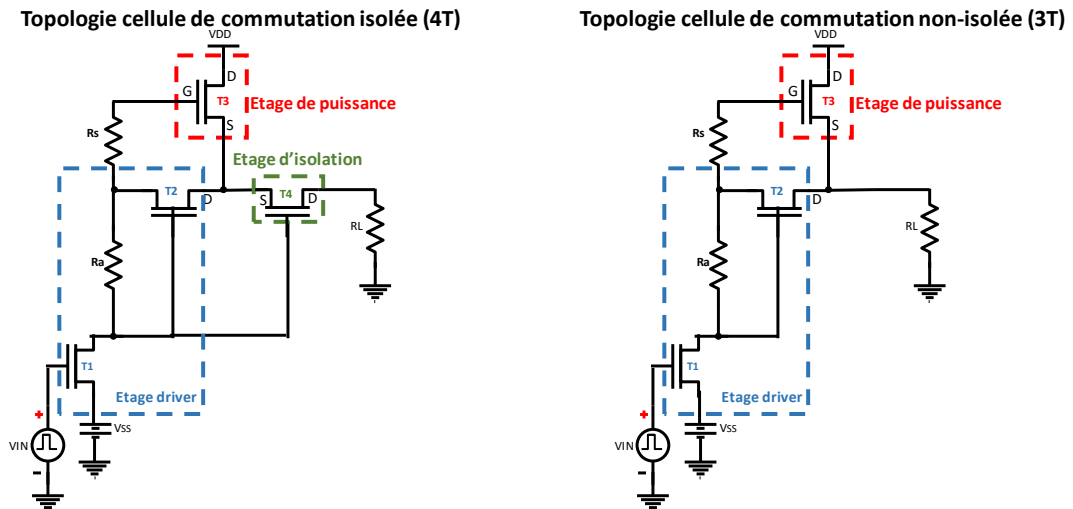 Topologie cellule de commutation isolée (4T)
VDD
D
G
T3
Etage de puissance
S
Rs
Etage d'isolation
T2
D
S
T4
D
RL
Ra
T1
Etage driver
+
Vss
VIN
-
Topologie cellule de commutation non-isolée (3T)
VDD
D
G
T3
Etage de puissance
S
Rs
T2
D
RL
Ra
T1
Etage driver
+
Vss
VIN
-